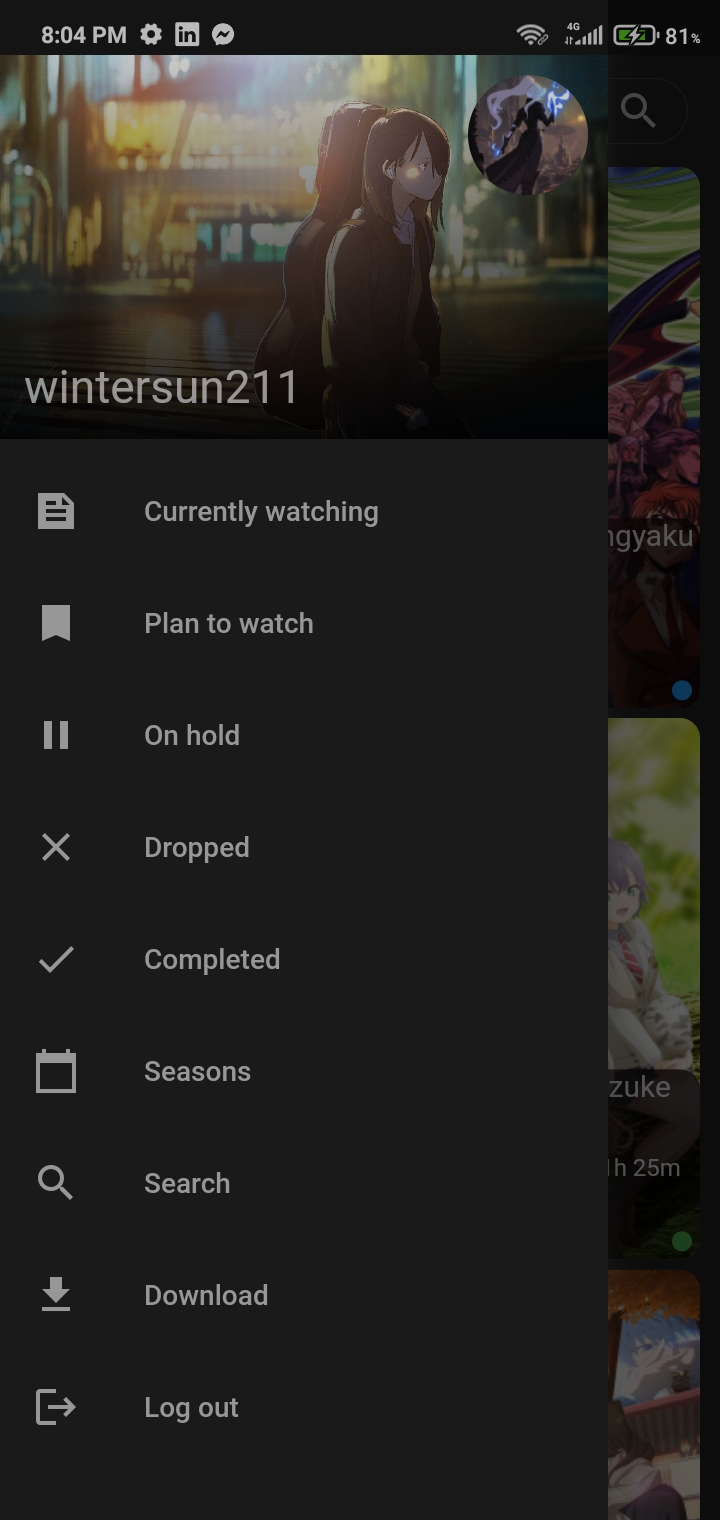 8:04 PM 4G 81%
wintersun211
ngyaku
Currently watching
Plan to watch
On hold
Dropped
Completed
Seasons
zuke
1h 25m
Search
Download
Log out